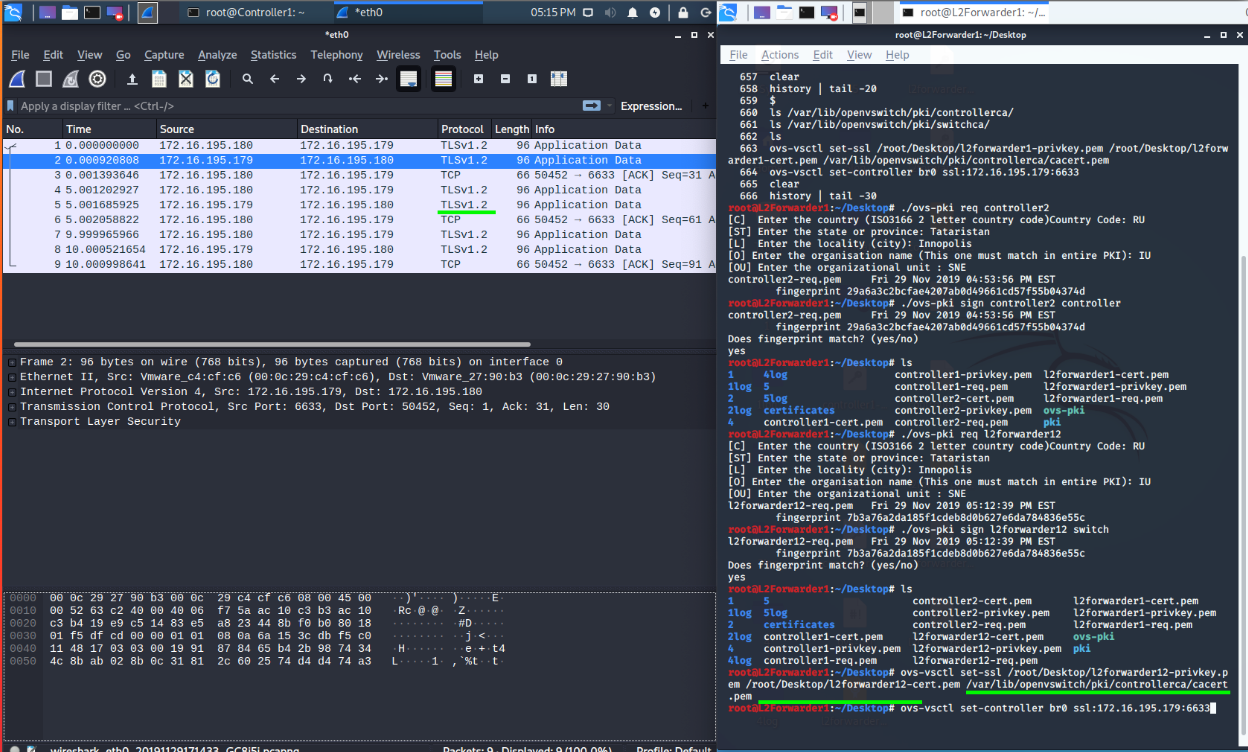 root@Controller1: ~
*eth0
05:15 PM
*eth0
File Edit View Go Capture Analyze Statistics Telephony Wireless Tools Help
Apply a display filter ... <Ctrl-/>
Expression...
No. Time Source Destination Protocol Length Info
1 0.000000000 172.16.195.180 172.16.195.179 TLSv1.2 96 Application Data
2 0.000920808 172.16.195.179 172.16.195.180 TLSv1.2 96 Application Data
3 0.001393646 172.16.195.180 172.16.195.179 TCP 66 50452 → 6633 [ACK] Seq=31 A
4 5.001202927 172.16.195.180 172.16.195.179 TLSv1.2 96 Application Data
5 5.001685925 172.16.195.179 172.16.195.180 TLSv1.2 96 Application Data
6 5.002058822 172.16.195.180 172.16.195.179 TCP 66 50452 → 6633 [ACK] Seq=61 A
7 9.999965966 172.16.195.180 172.16.195.179 TLSv1.2 96 Application Data
8 10.000521654 172.16.195.179 172.16.195.180 TLSv1.2 96 Application Data
9 10.000998641 172.16.195.180 172.16.195.179 TCP 66 50452 → 6633 [ACK] Seq=91 A
Frame 2: 96 bytes on wire (768 bits), 96 bytes captured (768 bits) on interface 0
Ethernet II, Src: Vmware_c4:cf:c6 (00:0c:29:c4:cf:c6), Dst: Vmware_27:90:b3 (00:0c:29:27:90:b3)
Internet Protocol Version 4, Src: 172.16.195.179, Dst: 172.16.195.180
Transmission Control Protocol, Src Port: 6633, Dst Port: 50452, Seq: 1, Ack: 31, Len: 30
Transport Layer Security
0000 00 0c 29 27 90 b3 00 0c 29 c4 cf c6 08 00 45 00 ··)'···· )·····E·
0010 00 52 63 c2 40 00 40 06 f7 5a ac 10 c3 b3 ac 10 ·Rc·@·@· ·Z······
0020 c3 b4 19 e9 c5 14 83 e5 a8 23 44 8b f0 b0 80 18 ········ ·#D·····
0030 01 f5 df cd 00 00 01 01 08 0a 6a 15 3c db f5 c0 ········ ··j·<···
0040 11 48 17 03 03 00 19 91 87 84 65 b4 2b 98 74 34 ·H······ ··e·+·t4
0050 4c 8b ab 02 8b 0c 31 81 2c 60 25 74 d4 d4 74 a3 L·····1· ,`%t··t·
wireshark_eth0_20191129171433_GC8i5j.pcapng
Packets: 9 · Displayed: 9 (100.0%)
Profile: Default
root@L2Forwarder1: ~/...
root@L2Forwarder1: ~/Desktop
File Actions Edit View Help
657 clear
658 history | tail -20
659 $
660 ls /var/lib/openvswitch/pki/controllerca/
661 ls /var/lib/openvswitch/pki/switchca/
662 ls
663 ovs-vsctl set-ssl /root/Desktop/l2forwarder1-privkey.pem /root/Desktop/l2forw
arder1-cert.pem /var/lib/openvswitch/pki/controllerca/cacert.pem
664 ovs-vsctl set-controller br0 ssl:172.16.195.179:6633
665 clear
666 history | tail -30
root@L2Forwarder1:~/Desktop# ./ovs-pki req controller2
[C] Enter the country (ISO3166 2 letter country code)Country Code: RU
[ST] Enter the state or province: Tataristan
[L] Enter the locality (city): Innopolis
[O] Enter the organisation name (This one must match in entire PKI): IU
[OU] Enter the organizational unit : SNE
controller2-req.pem Fri 29 Nov 2019 04:53:56 PM EST
fingerprint 29a6a3c2bcfae4207ab0d49661cd57f55b04374d
root@L2Forwarder1:~/Desktop# ./ovs-pki sign controller2 controller
controller2-req.pem Fri 29 Nov 2019 04:53:56 PM EST
fingerprint 29a6a3c2bcfae4207ab0d49661cd57f55b04374d
Does fingerprint match? (yes/no)
yes
root@L2Forwarder1:~/Desktop# ls
1 4log controller1-privkey.pem l2forwarder1-cert.pem
1log 5 controller1-req.pem l2forwarder1-privkey.pem
2 5log controller2-cert.pem l2forwarder1-req.pem
2log certificates controller2-privkey.pem ovs-pki
4 controller1-cert.pem controller2-req.pem pki
root@L2Forwarder1:~/Desktop# ./ovs-pki req l2forwarder12
[C] Enter the country (ISO3166 2 letter country code)Country Code: RU
[ST] Enter the state or province: Tataristan
[L] Enter the locality (city): Innopolis
[O] Enter the organisation name (This one must match in entire PKI): IU
[OU] Enter the organizational unit : SNE
l2forwarder12-req.pem Fri 29 Nov 2019 05:12:39 PM EST
fingerprint 7b3a76a2da185f1cdeb8d0b627e6da784836e55c
root@L2Forwarder1:~/Desktop# ./ovs-pki sign l2forwarder12 switch
l2forwarder12-req.pem Fri 29 Nov 2019 05:12:39 PM EST
fingerprint 7b3a76a2da185f1cdeb8d0b627e6da784836e55c
Does fingerprint match? (yes/no)
yes
root@L2Forwarder1:~/Desktop# ls
1 5 controller2-cert.pem l2forwarder1-cert.pem
1log 5log controller2-privkey.pem l2forwarder1-privkey.pem
2 certificates controller2-req.pem l2forwarder1-req.pem
2log controller1-cert.pem l2forwarder12-cert.pem ovs-pki
4 controller1-privkey.pem l2forwarder12-privkey.pem pki
4log controller1-req.pem l2forwarder12-req.pem
root@L2Forwarder1:~/Desktop# ovs-vsctl set-ssl /root/Desktop/l2forwarder12-privkey.p
em /root/Desktop/l2forwarder12-cert.pem /var/lib/openvswitch/pki/controllerca/cacert
.pem
root@L2Forwarder1:~/Desktop# ovs-vsctl set-controller br0 ssl:172.16.195.179:6633